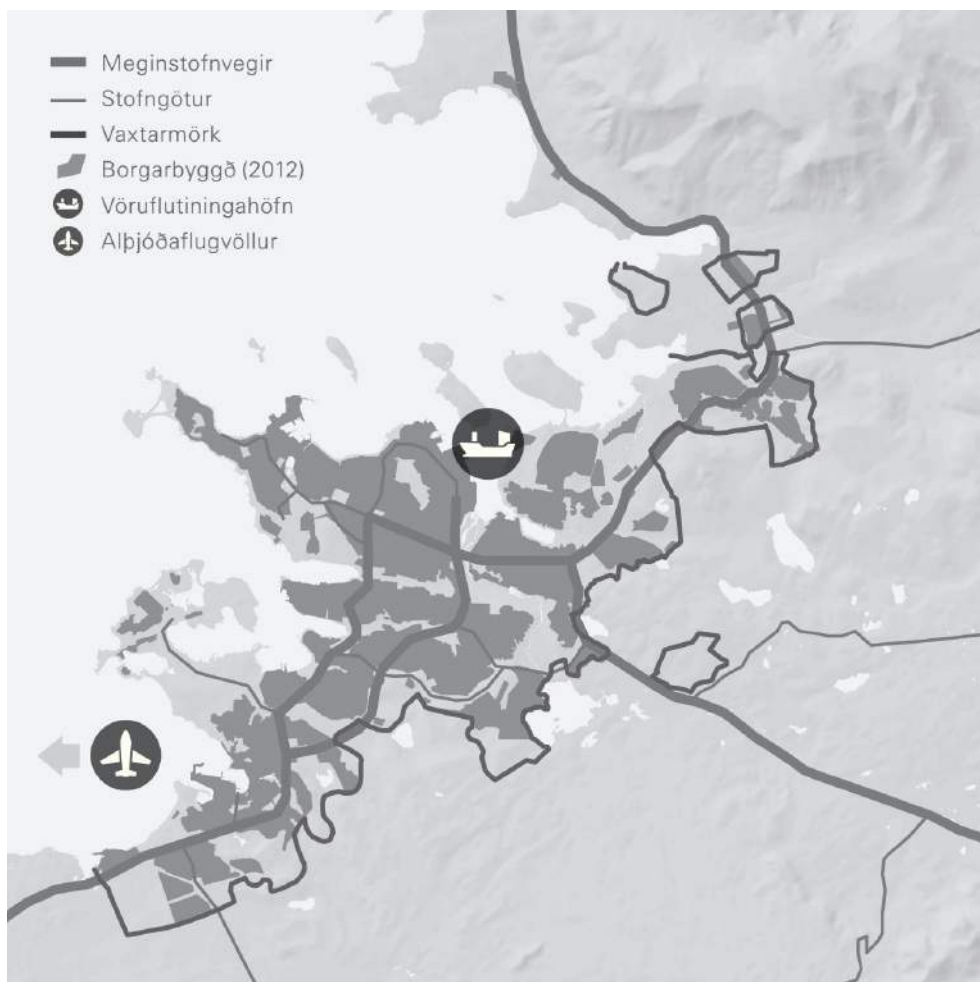 Meginstofnvegir
Stofngötur
Vaxtarmörk
Borgarbyggð (2012)
Vöruflutiningahöfn
Alþjóðaflugvöllur